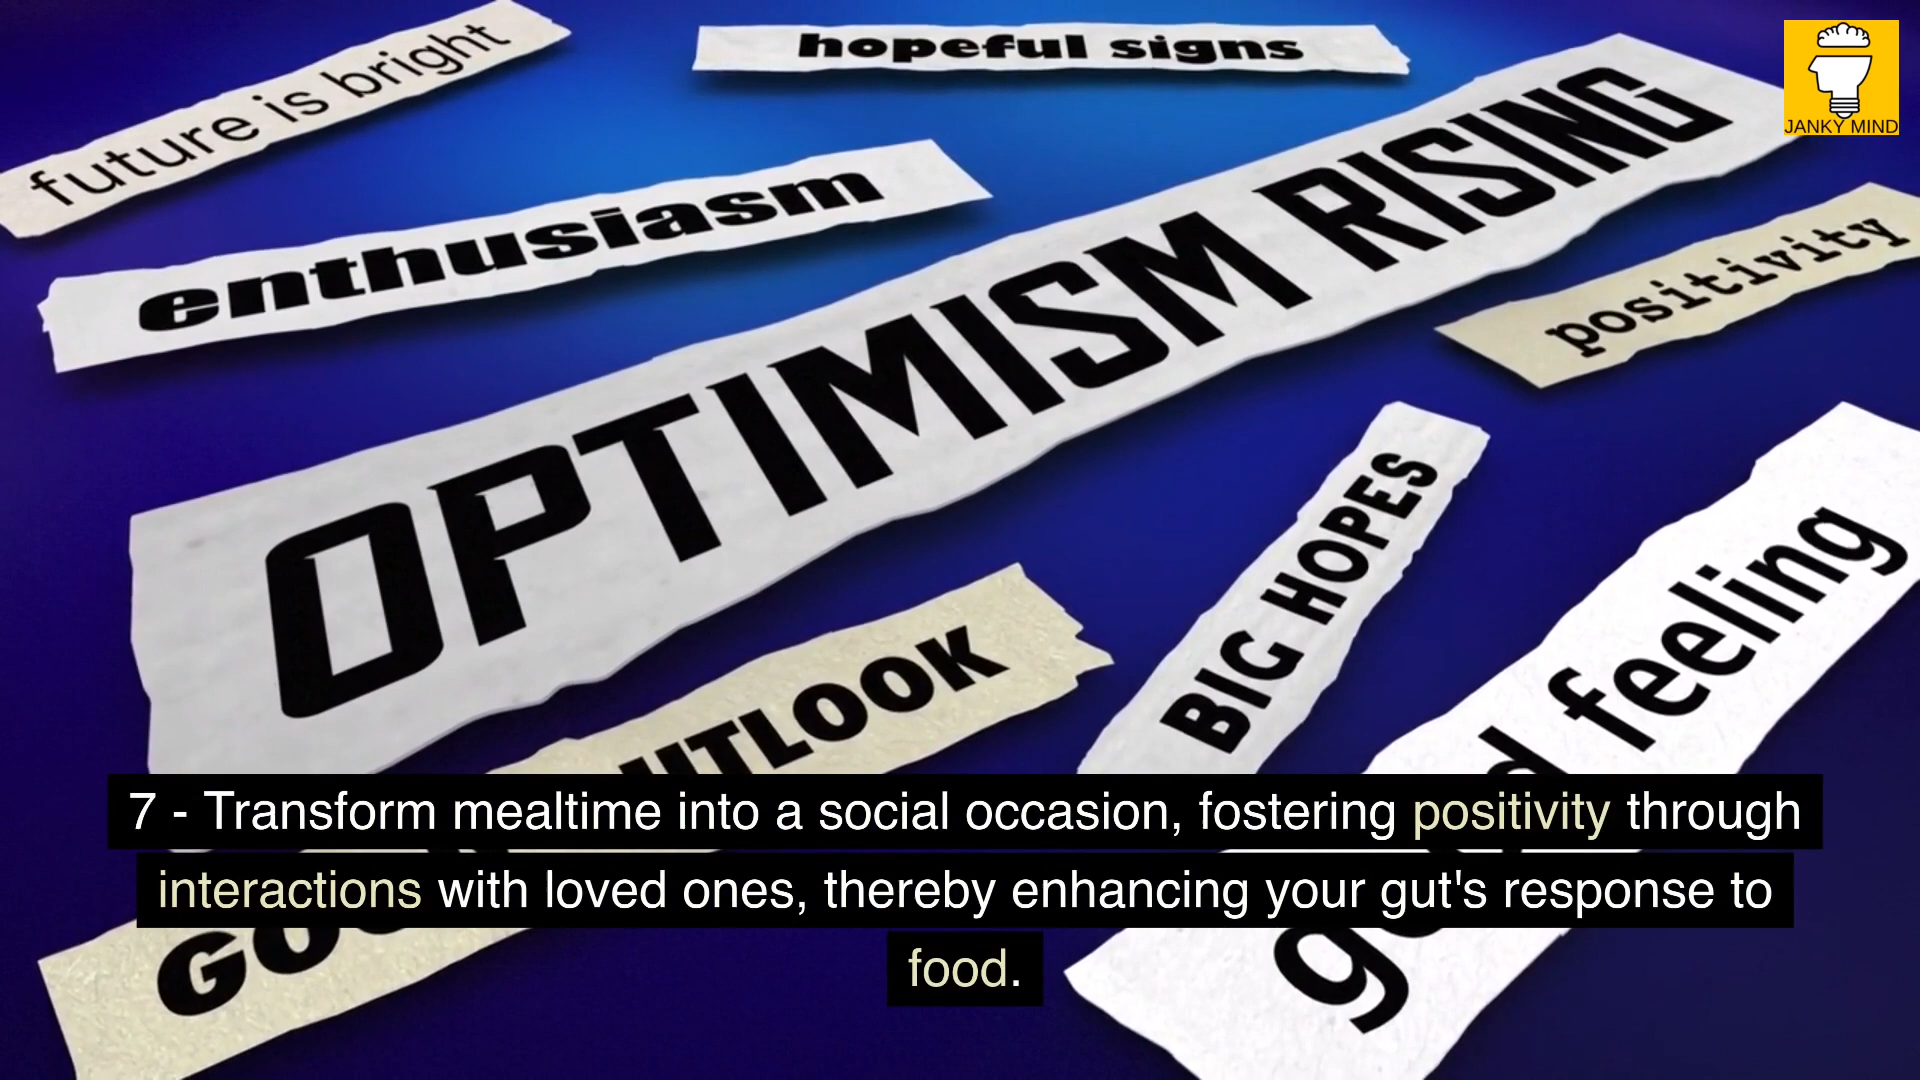 future is bright
hopeful signs
JANKY MIND
enthusiasm
OPTIMISM RISING
positivity
BIG HOPES
good feeling
7 - Transform mealtime into a social occasion, fostering positivity through
interactions with loved ones, thereby enhancing your gut's response to
food.